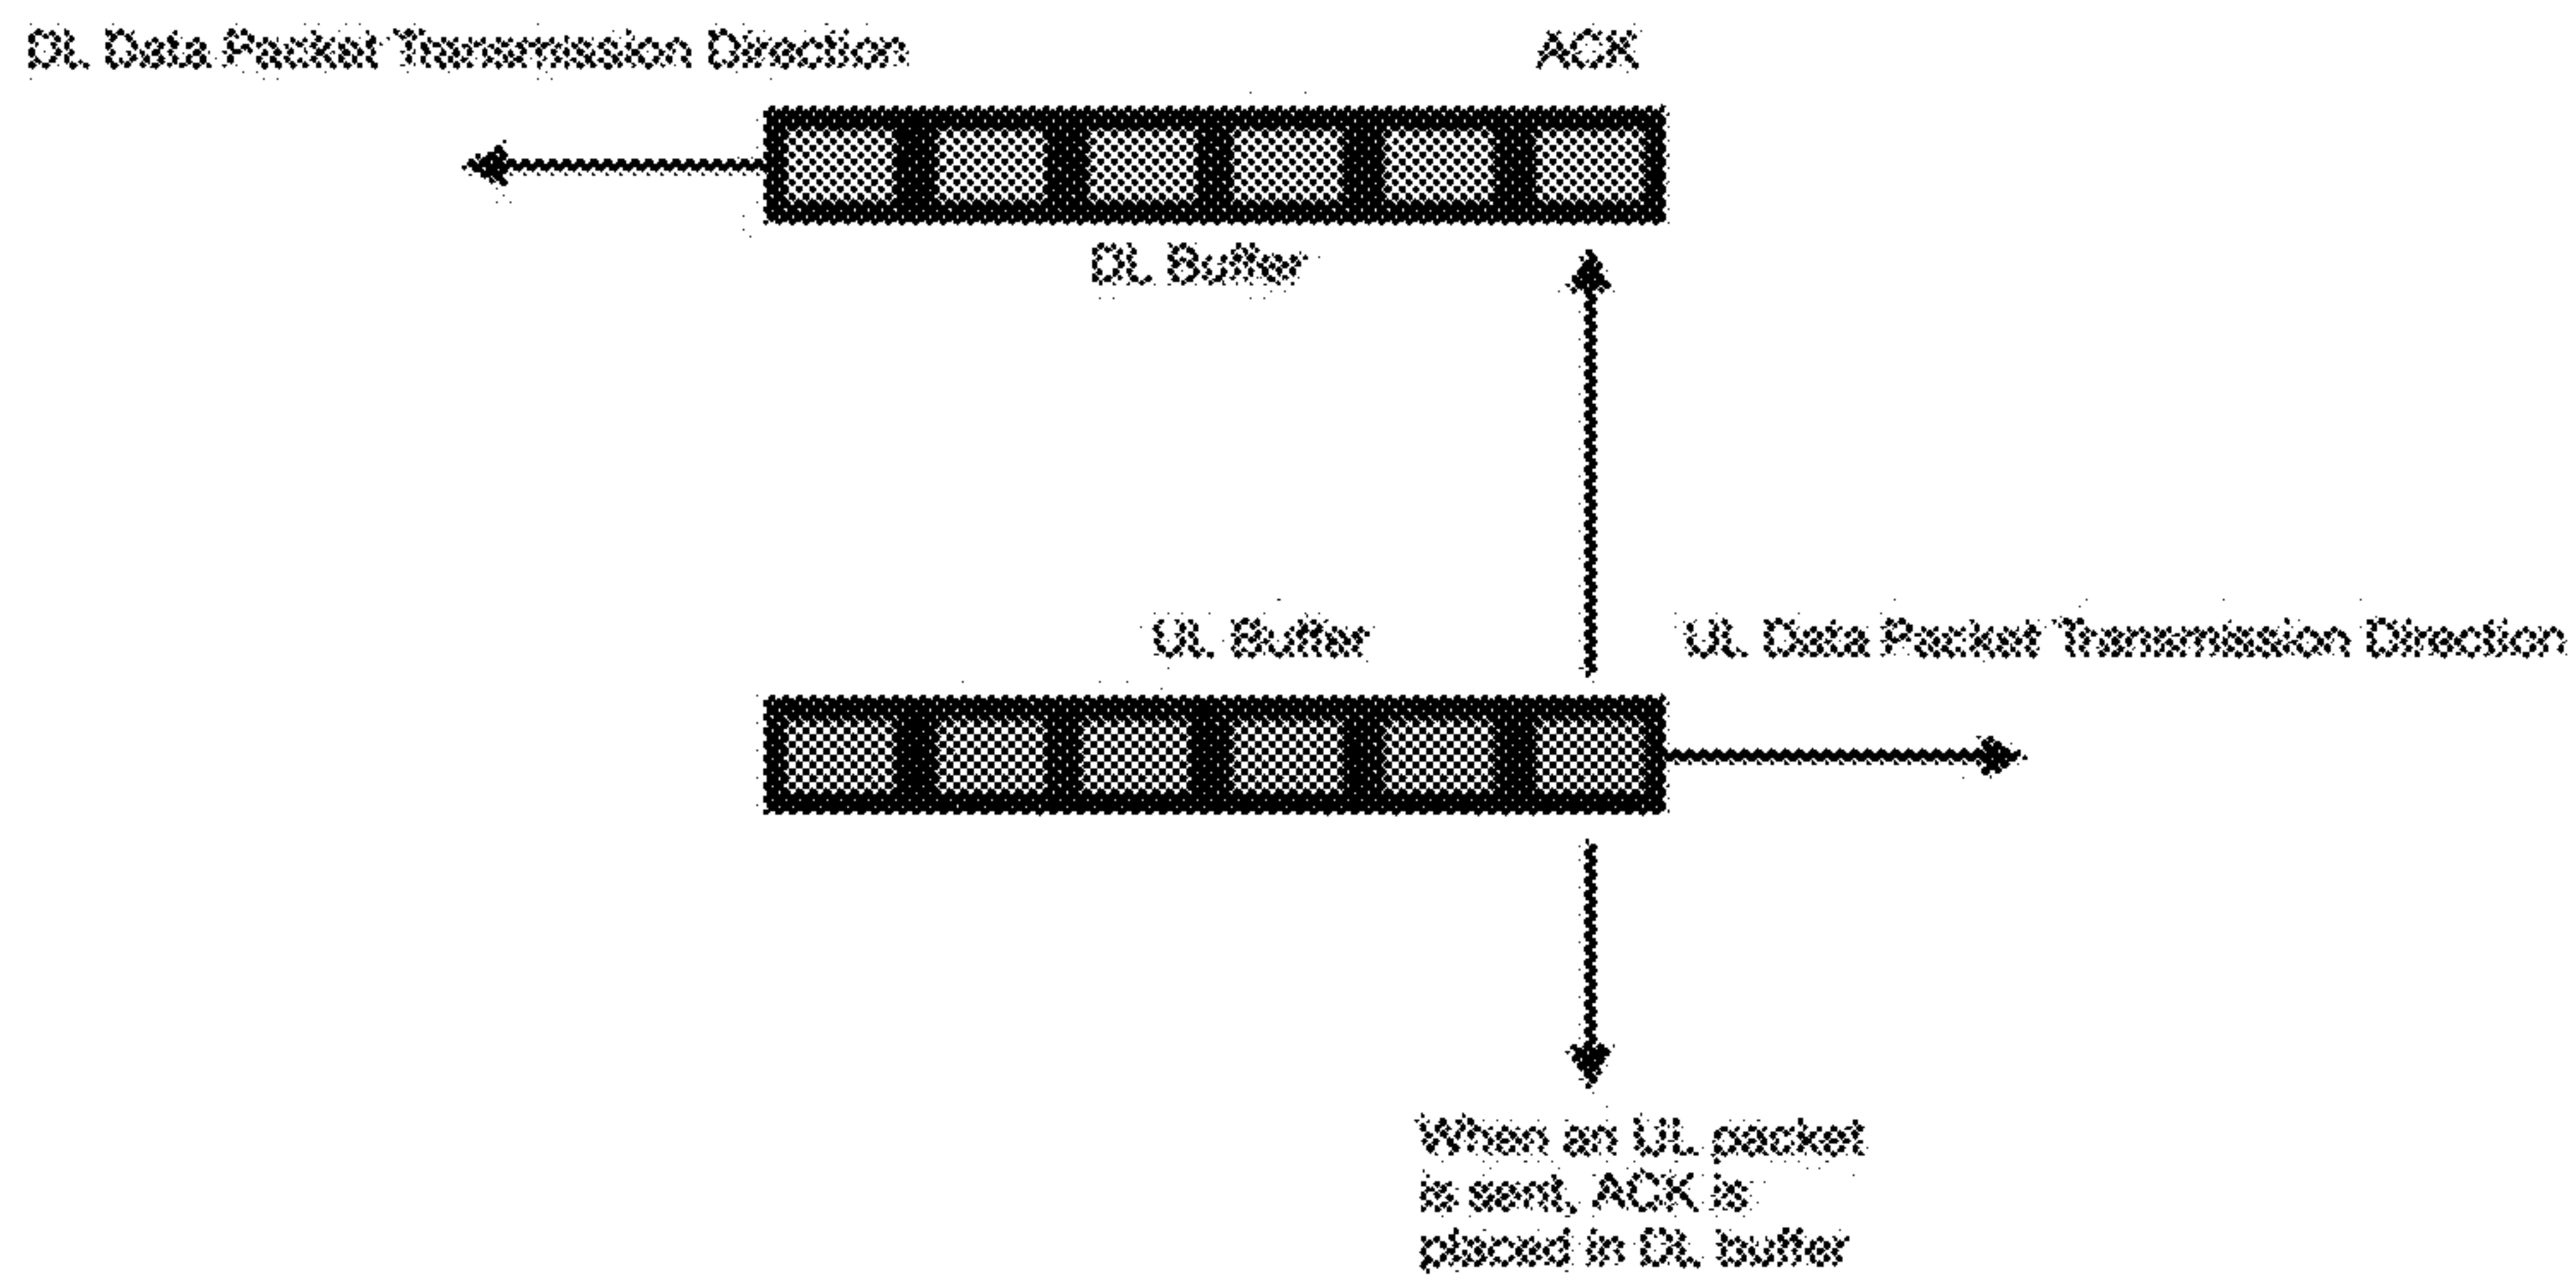 DL Data Packet Transmission Direction
ACK
DL Buffer
UL Buffer
UL Data Packet Transmission Direction
When an UL packet
is sent, ACK is
placed in DL buffer